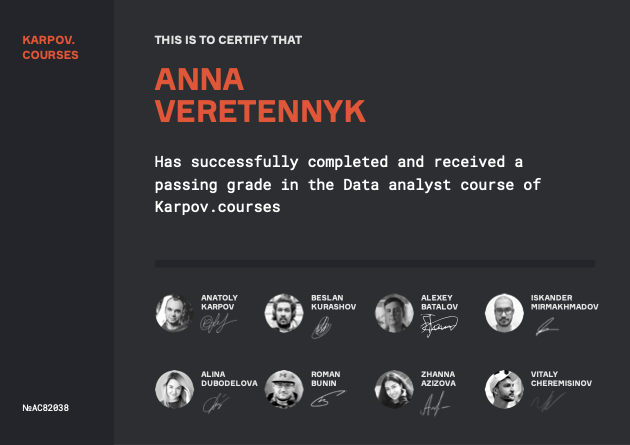 KARPOV.
COURSES
THIS IS TO CERTIFY THAT
ANNA
VERETENNYK
Has successfully completed and received a
passing grade in the Data analyst course of
Karpov.courses
ANATOLY
KARPOV
BESLAN
KURASHOV
ALEXEY
BATALOV
ISKANDER
MIRMAKHMADOV
ALINA
DUBODELOVA
ROMAN
BUNIN
ZHANNA
AZIZOVA
VITALY
CHEREMISINOV
№AC82038